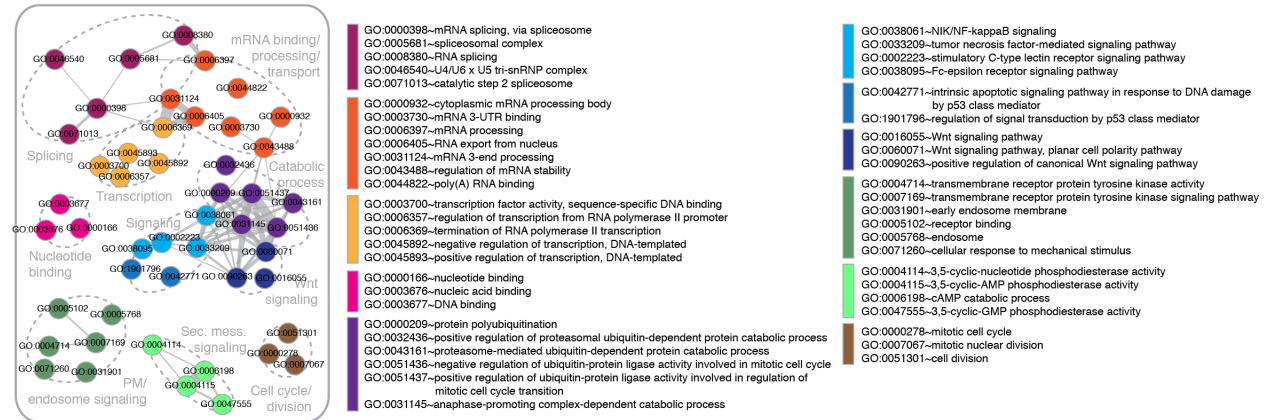 GO:0008380
mRNA binding/
processing/
transport
GO:0046540
GO:0005681
GO:0006397
GO:0044822
GO:0031124
GO:0000398
GO:0006405
GO:0000932
GO:0006369
GO:0003730
GO:0071013
GO:0043488
Splicing
GO:0045893
GO:0003700
GO:0045892
GO:0006357
GO:0032436
Catabolic
process
Transcription
GO:0000209
GO:0051437
GO:0043161
GO:0003677
Signaling
GO:0038061
GO:0003676
GO:0000166
GO:0031145
GO:0051436
GO:0002223
GO:0038095
GO:0033209
GO:0060071
Nucleotide
binding
GO:1901796
GO:0042771
GO:0090263
GO:0016055
Wnt
signaling
GO:0005102
GO:0005768
Sec. mess.
signaling
GO:0051301
GO:0004714
GO:0007169
GO:0004114
GO:0000278
GO:0007067
GO:0071260
GO:0031901
GO:0006198
GO:0004115
PM/
endosome signaling
GO:0047555
Cell cycle/
division
GO:0000398~mRNA splicing, via spliceosome
GO:0005681~spliceosomal complex
GO:0008380~RNA splicing
GO:0046540~U4/U6 x U5 tri-snRNP complex
GO:0071013~catalytic step 2 spliceosome
GO:0000932~cytoplasmic mRNA processing body
GO:0003730~mRNA 3-UTR binding
GO:0006397~mRNA processing
GO:0006405~RNA export from nucleus
GO:0031124~mRNA 3-end processing
GO:0043488~regulation of mRNA stability
GO:0044822~poly(A) RNA binding
GO:0003700~transcription factor activity, sequence-specific DNA binding
GO:0006357~regulation of transcription from RNA polymerase II promoter
GO:0006369~termination of RNA polymerase II transcription
GO:0045892~negative regulation of transcription, DNA-templated
GO:0045893~positive regulation of transcription, DNA-templated
GO:0000166~nucleotide binding
GO:0003676~nucleic acid binding
GO:0003677~DNA binding
GO:0000209~protein polyubiquitination
GO:0032436~positive regulation of proteasomal ubiquitin-dependent protein catabolic process
GO:0043161~proteasome-mediated ubiquitin-dependent protein catabolic process
GO:0051436~negative regulation of ubiquitin-protein ligase activity involved in mitotic cell cycle
GO:0051437~positive regulation of ubiquitin-protein ligase activity involved in regulation of
mitotic cell cycle transition
GO:0031145~anaphase-promoting complex-dependent catabolic process
GO:0038061~NIK/NF-kappaB signaling
GO:0033209~tumor necrosis factor-mediated signaling pathway
GO:0002223~stimulatory C-type lectin receptor signaling pathway
GO:0038095~Fc-epsilon receptor signaling pathway
GO:0042771~intrinsic apoptotic signaling pathway in response to DNA damage
by p53 class mediator
GO:1901796~regulation of signal transduction by p53 class mediator
GO:0016055~Wnt signaling pathway
GO:0060071~Wnt signaling pathway, planar cell polarity pathway
GO:0090263~positive regulation of canonical Wnt signaling pathway
GO:0004714~transmembrane receptor protein tyrosine kinase activity
GO:0007169~transmembrane receptor protein tyrosine kinase signaling pathway
GO:0031901~early endosome membrane
GO:0005102~receptor binding
GO:0005768~endosome
GO:0071260~cellular response to mechanical stimulus
GO:0004114~3,5-cyclic-nucleotide phosphodiesterase activity
GO:0004115~3,5-cyclic-AMP phosphodiesterase activity
GO:0006198~cAMP catabolic process
GO:0047555~3,5-cyclic-GMP phosphodiesterase activity
GO:0000278~mitotic cell cycle
GO:0007067~mitotic nuclear division
GO:0051301~cell division